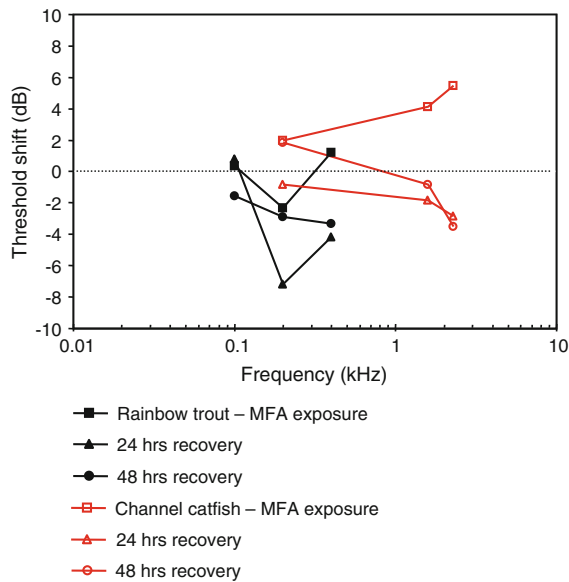 10
8
6
4
2
0
-2
-4
-6
-8
-10
Threshold shift (dB)
0.01 0.1 1 10
Frequency (kHz)
Rainbow trout – MFA exposure
24 hrs recovery
48 hrs recovery
Channel catfish – MFA exposure
24 hrs recovery
48 hrs recovery